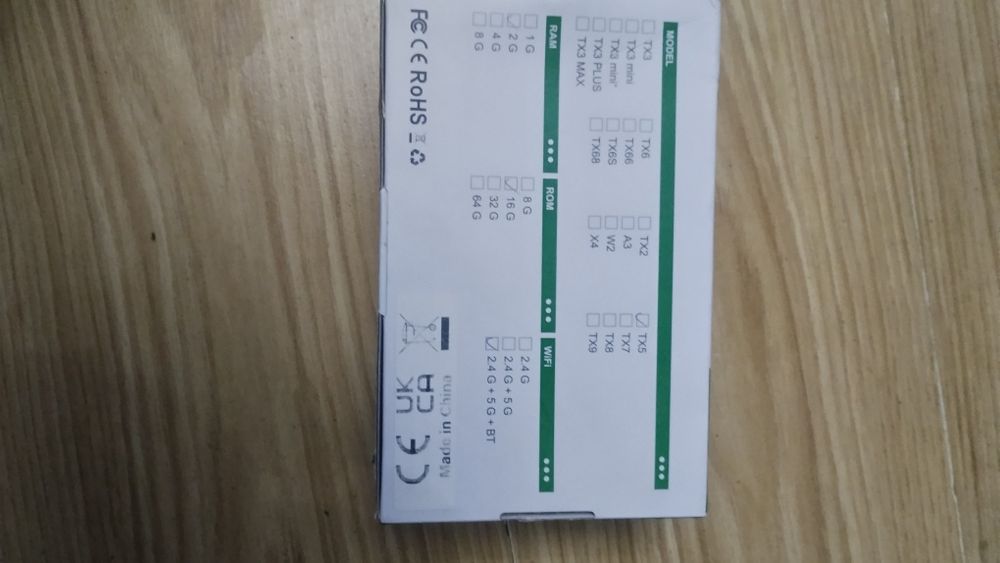 MODEL
TX3
TX3 mini
TX3 mini+
TX3 PLUS
TX3 MAX
TX6
TX66
TX6S
TX68
TX2
A3
W2
X4
TX5
TX7
TX8
TX9
RAM
1 G
2 G
4 G
8 G
ROM
8 G
16 G
32 G
64 G
WiFi
2.4 G
2.4 G + 5 G
2.4 G + 5 G + BT
FC CE RoHS
Made in China
UK
CA
CE